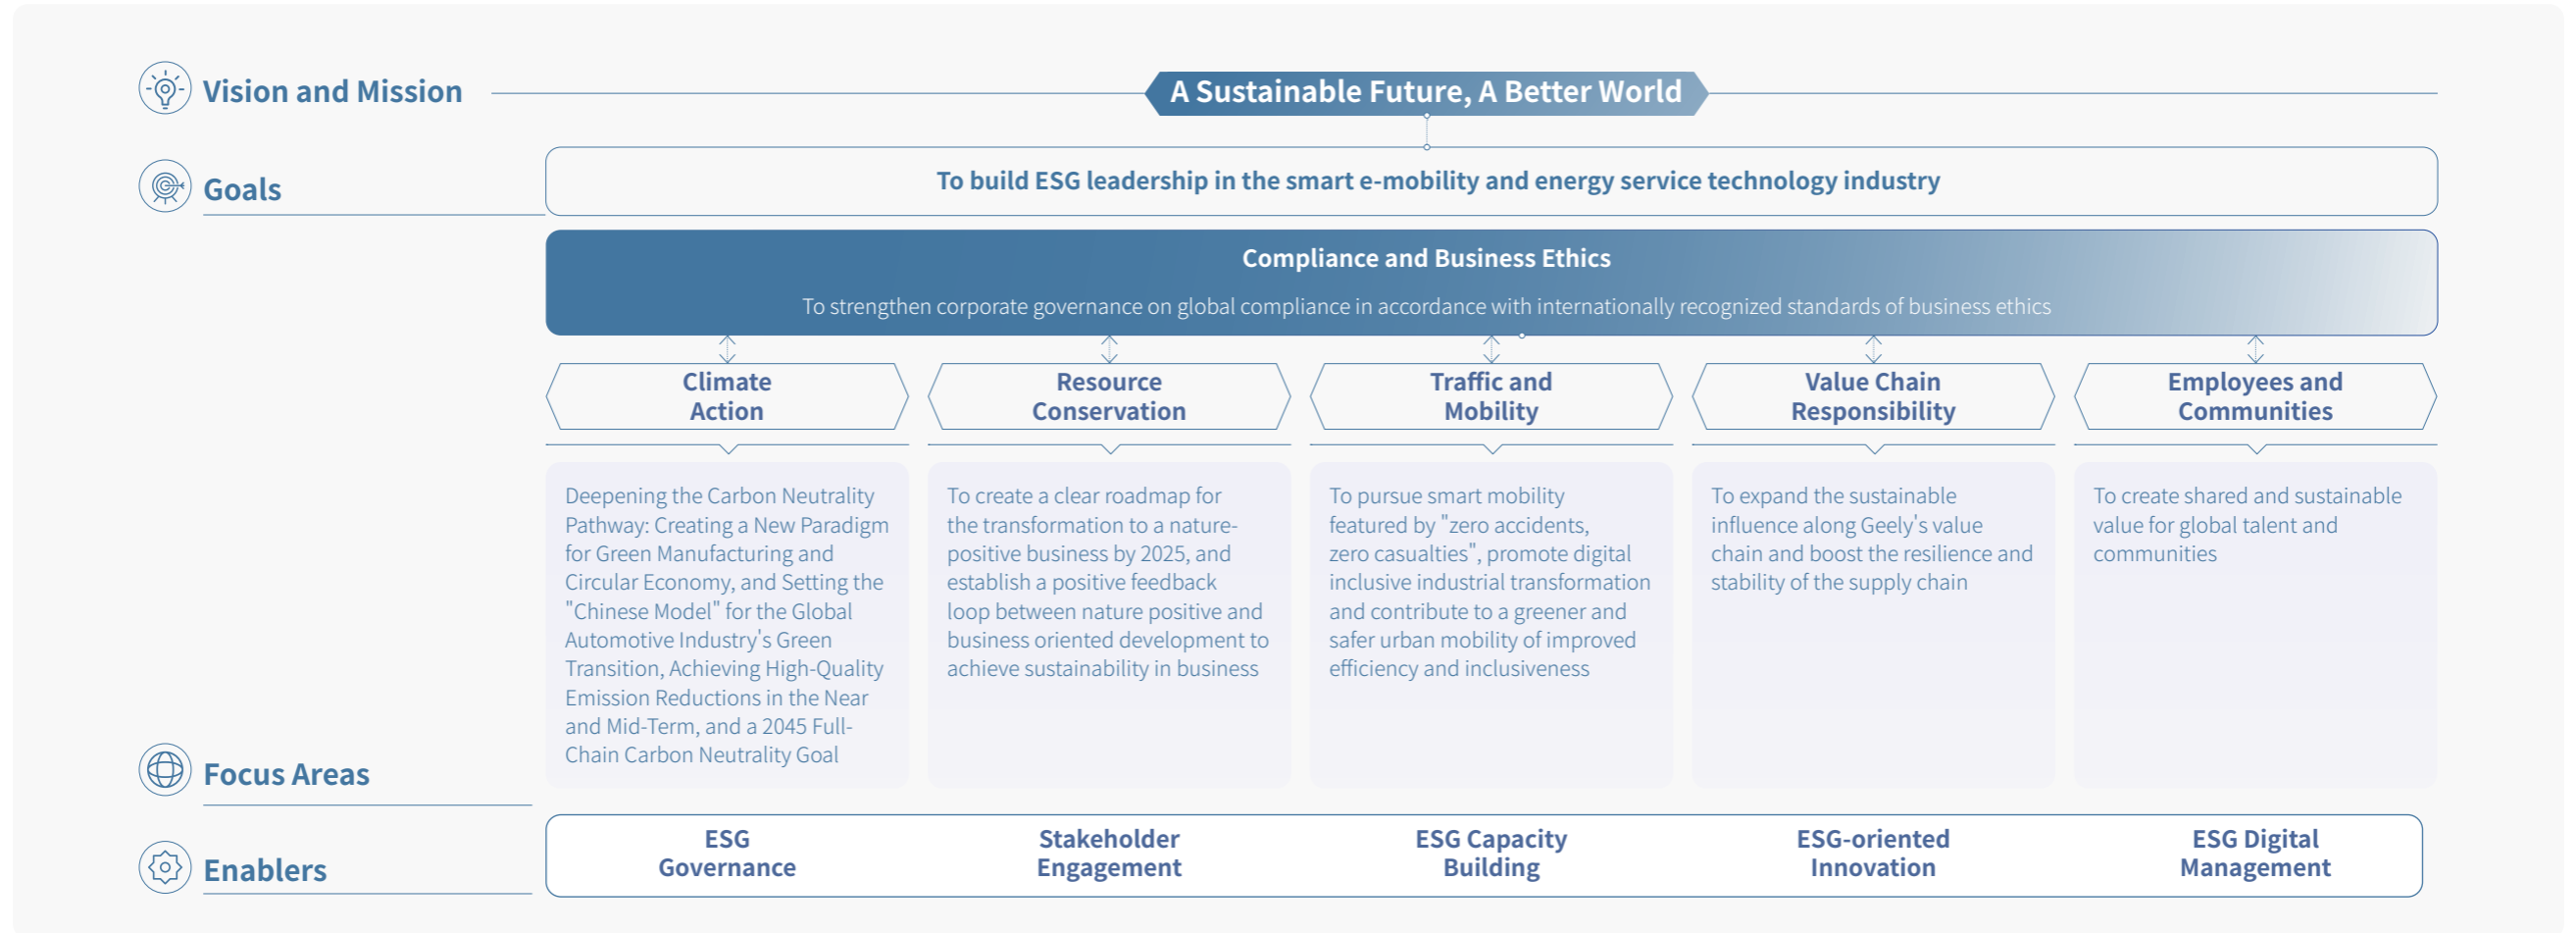 Vision and Mission
A Sustainable Future, A Better World
Goals
To build ESG leadership in the smart e-mobility and energy service technology industry
Compliance and Business Ethics
To strengthen corporate governance on global compliance in accordance with internationally recognized standards of business ethics
Climate
Action
Deepening the Carbon Neutrality
Pathway: Creating a New Paradigm
for Green Manufacturing and
Circular Economy, and Setting the
"Chinese Model" for the Global
Automotive Industry's Green
Transition, Achieving High-Quality
Emission Reductions in the Near
and Mid-Term, and a 2045 Full-
Chain Carbon Neutrality Goal
Resource
Conservation
To create a clear roadmap for
the transformation to a nature-
positive business by 2025, and
establish a positive feedback
loop between nature positive and
business oriented development to
achieve sustainability in business
Traffic and
Mobility
To pursue smart mobility
featured by "zero accidents,
zero casualties", promote digital
inclusive industrial transformation
and contribute to a greener and
safer urban mobility of improved
efficiency and inclusiveness
Value Chain
Responsibility
To expand the sustainable
influence along Geely's value
chain and boost the resilience and
stability of the supply chain
Employees and
Communities
To create shared and sustainable
value for global talent and
communities
Focus Areas
Enablers
ESG
Governance
Stakeholder
Engagement
ESG Capacity
Building
ESG-oriented
Innovation
ESG Digital
Management